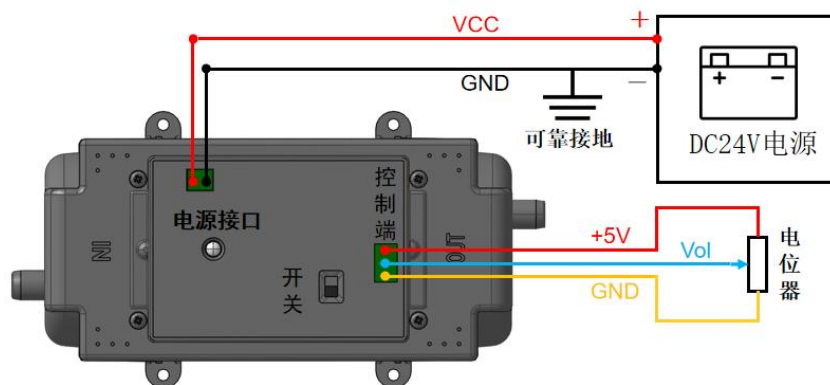 VCC
+
GND
−
+ −
可靠接地
DC24V电源
电源接口
控制端
+5V
Vol
GND
电位器
开关
IN
OUT